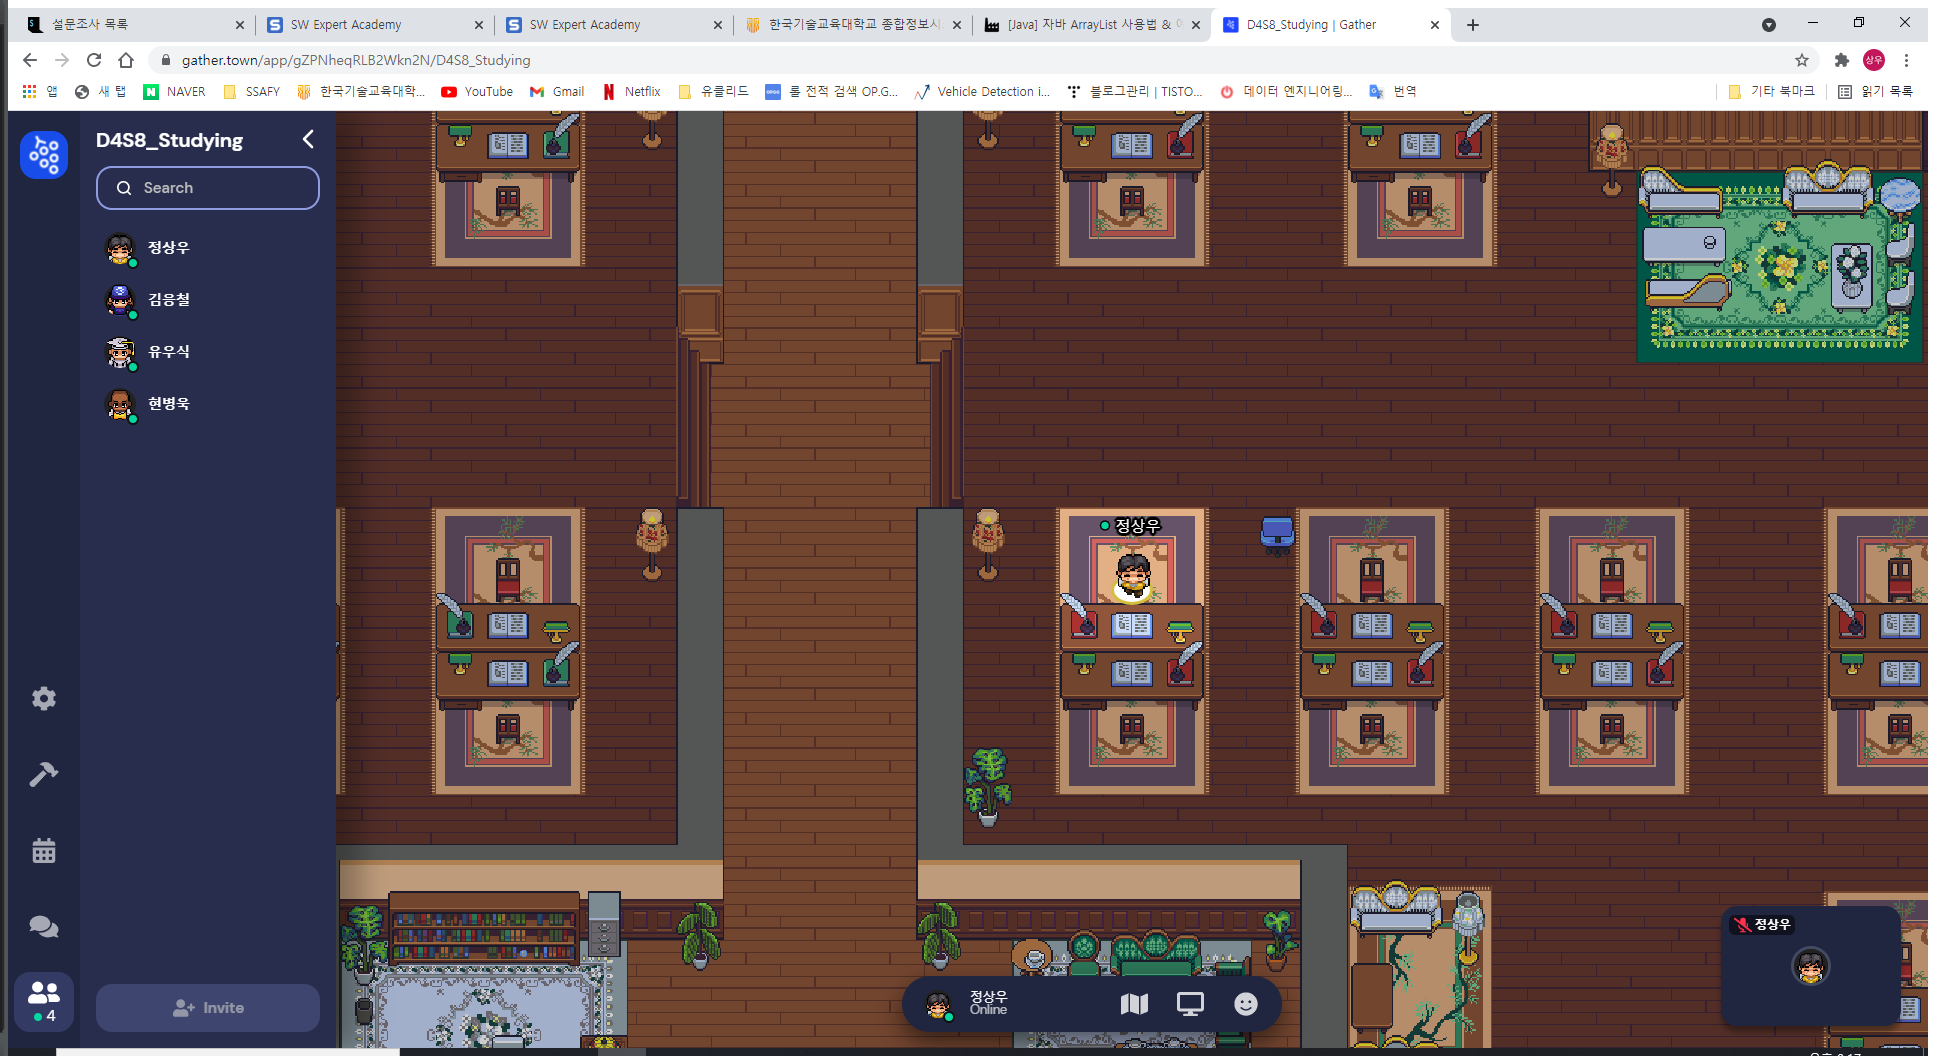 설문조사 목록
SW Expert Academy
SW Expert Academy
한국기술교육대학교 종합정보시
[Java] 자바 ArrayList 사용법 &
D4S8_Studying | Gather
gather.town/app/gZPNheqRLB2Wkn2N/D4S8_Studying
상우
앱
새 탭
NAVER
SSAFY
한국기술교육대학...
YouTube
Gmail
Netflix
유클리드
롤 전적 검색 OP.G...
Vehicle Detection i...
블로그관리 | TISTO...
데이터 엔지니어링...
번역
기타 북마크
읽기 목록
D4S8_Studying
Search
정상우
김응철
유우식
현병욱
정상우
정상우
정상우
Online
Invite
4